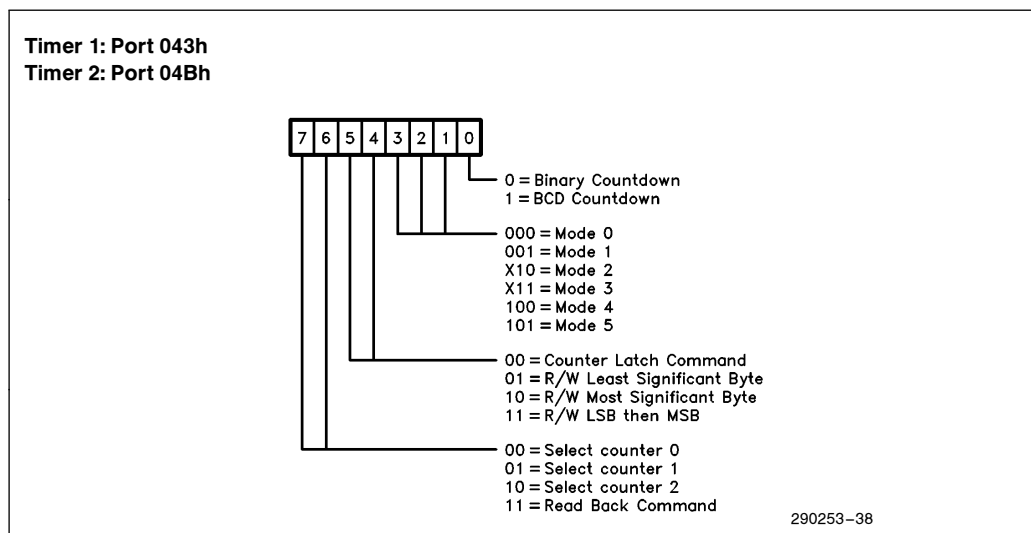 Timer 1: Port 043h
Timer 2: Port 04Bh
7 6 5 4 3 2 1 0
0 = Binary Countdown
1 = BCD Countdown
000 = Mode 0
001 = Mode 1
X10 = Mode 2
X11 = Mode 3
100 = Mode 4
101 = Mode 5
00 = Counter Latch Command
01 = R/W Least Significant Byte
10 = R/W Most Significant Byte
11 = R/W LSB then MSB
00 = Select counter 0
01 = Select counter 1
10 = Select counter 2
11 = Read Back Command
290253–38